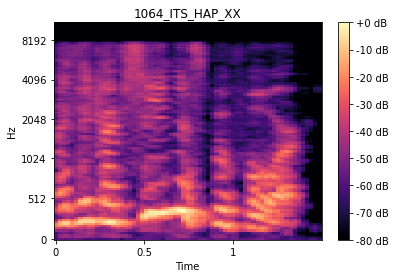 1064_ITS_HAP_XX
8192
4096
2048
1024
512
0
Hz
0
0.5
1
Time
+0 dB
-10 dB
-20 dB
-30 dB
-40 dB
-50 dB
-60 dB
-70 dB
-80 dB